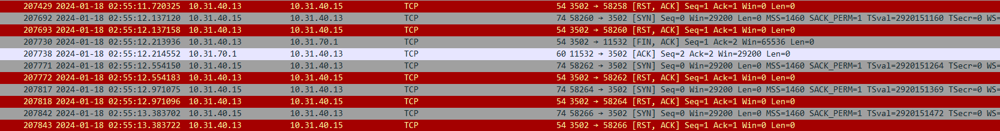 207429 2024-01-18 02:55:11.720325 10.31.40.13 10.31.40.15 TCP 54 3502 → 58258 [RST, ACK] Seq=1 Ack=1 Win=0 Len=0
207692 2024-01-18 02:55:12.137120 10.31.40.15 10.31.40.13 TCP 74 58260 → 3502 [SYN] Seq=0 Win=29200 Len=0 MSS=1460 SACK_PERM=1 TSval=2920151160 TSecr=0 WS=
207693 2024-01-18 02:55:12.137158 10.31.40.13 10.31.40.15 TCP 54 3502 → 58260 [RST, ACK] Seq=1 Ack=1 Win=0 Len=0
207730 2024-01-18 02:55:12.213936 10.31.40.13 10.31.70.1 TCP 54 3502 → 11532 [FIN, ACK] Seq=1 Ack=2 Win=65536 Len=0
207738 2024-01-18 02:55:12.214552 10.31.70.1 10.31.40.13 TCP 60 11532 → 3502 [ACK] Seq=2 Ack=2 Win=29200 Len=0
207771 2024-01-18 02:55:12.554150 10.31.40.15 10.31.40.13 TCP 74 58262 → 3502 [SYN] Seq=0 Win=29200 Len=0 MSS=1460 SACK_PERM=1 TSval=2920151264 TSecr=0 WS=
207772 2024-01-18 02:55:12.554183 10.31.40.13 10.31.40.15 TCP 54 3502 → 58262 [RST, ACK] Seq=1 Ack=1 Win=0 Len=0
207817 2024-01-18 02:55:12.971075 10.31.40.15 10.31.40.13 TCP 74 58264 → 3502 [SYN] Seq=0 Win=29200 Len=0 MSS=1460 SACK_PERM=1 TSval=2920151369 TSecr=0 WS=
207818 2024-01-18 02:55:12.971096 10.31.40.13 10.31.40.15 TCP 54 3502 → 58264 [RST, ACK] Seq=1 Ack=1 Win=0 Len=0
207842 2024-01-18 02:55:13.383702 10.31.40.15 10.31.40.13 TCP 74 58266 → 3502 [SYN] Seq=0 Win=29200 Len=0 MSS=1460 SACK_PERM=1 TSval=2920151472 TSecr=0 WS=
207843 2024-01-18 02:55:13.383722 10.31.40.13 10.31.40.15 TCP 54 3502 → 58266 [RST, ACK] Seq=1 Ack=1 Win=0 Len=0